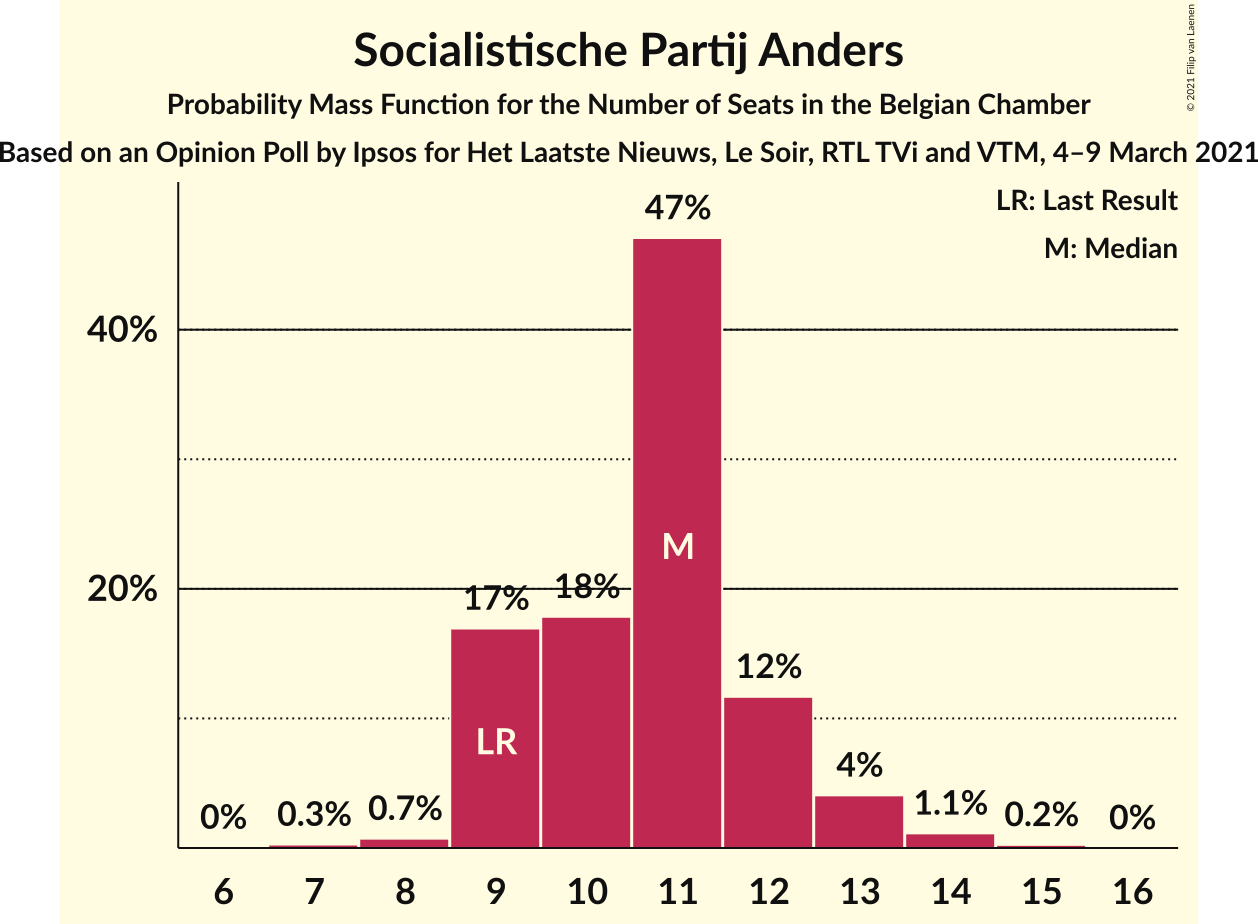 Socialistische Partij Anders
Probability Mass Function for the Number of Seats in the Belgian Chamber
Based on an Opinion Poll by Ipsos for Het Laatste Nieuws, Le Soir, RTL TVi and VTM, 4–9 March 2021
© 2021 Filip van Laenen
LR: Last Result
M: Median
47%
40%
M
20%
17%
18%
12%
LR
4%
0%
0.3%
0.7%
1.1%
0.2%
0%
6 7 8 9 10 11 12 13 14 15 16